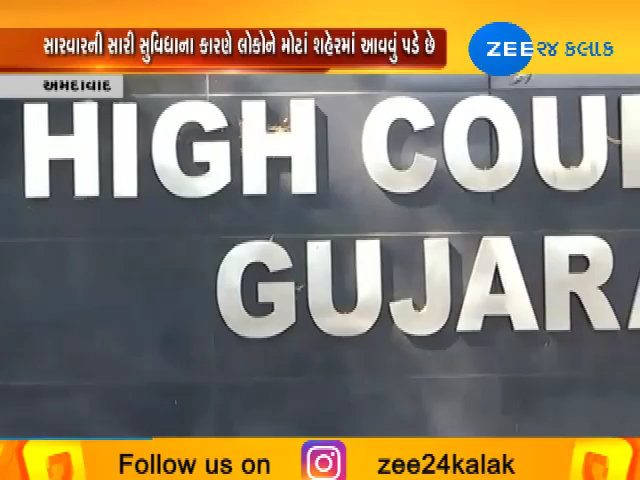 સારવારની સારી સુવિધાના કારણે લોકોને મોટાં શહેરમાં આવવું પડે છે
ZEE ૨૪ કલાક
અમદાવાદ
HIGH COU
GUJARA
Follow us on zee24kalak